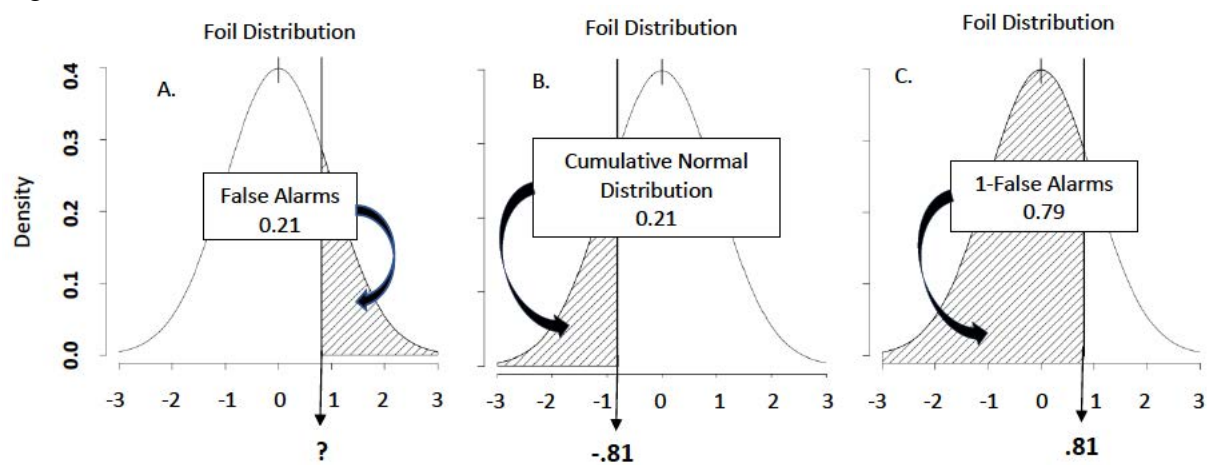 Foil Distribution
A.
False Alarms
0.21
Density
0.0
0.1
0.2
0.3
0.4
-3 -2 -1 0 1 2 3
?
Foil Distribution
B.
Cumulative Normal
Distribution
0.21
-3 -2 -1 0 1 2 3
-.81
Foil Distribution
C.
1-False Alarms
0.79
-3 -2 -1 0 1 2 3
.81